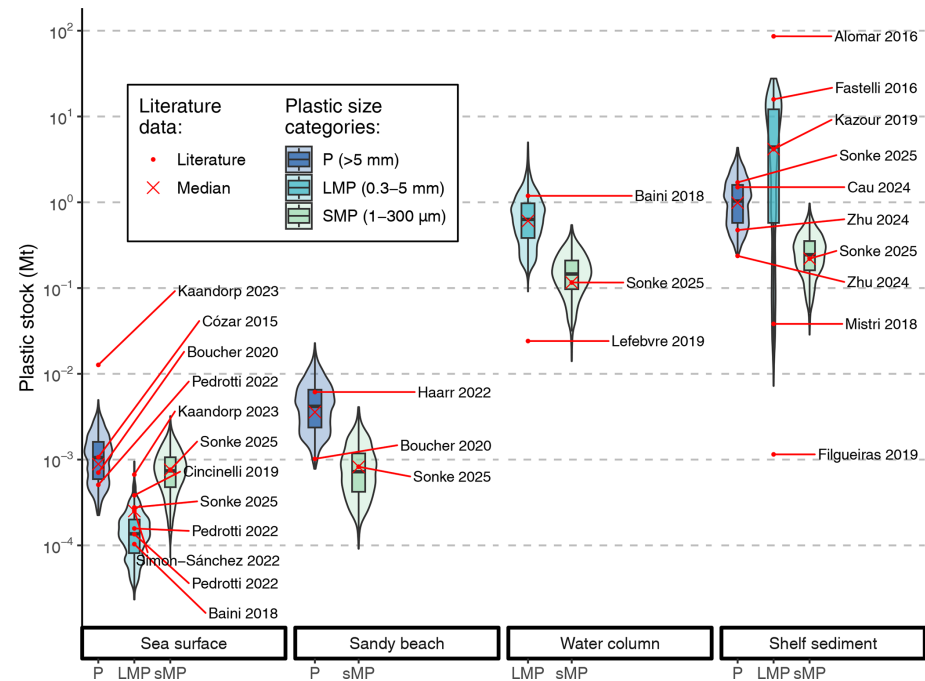 10²
10¹
10⁰
10⁻¹
10⁻²
10⁻³
10⁻⁴
Plastic stock (Mt)
Literature
data:
Literature
Median
Plastic size
categories:
P (>5 mm)
LMP (0.3–5 mm)
SMP (1–300 µm)
Kaandorp 2023
Cózar 2015
Boucher 2020
Pedrotti 2022
Kaandorp 2023
Sonke 2025
Cincinelli 2019
Sonke 2025
Pedrotti 2022
Simon−Sánchez 2022
Pedrotti 2022
Baini 2018
Haarr 2022
Boucher 2020
Sonke 2025
Baini 2018
Sonke 2025
Lefebvre 2019
Alomar 2016
Fastelli 2016
Kazour 2019
Sonke 2025
Cau 2024
Zhu 2024
Sonke 2025
Zhu 2024
Mistri 2018
Filgueiras 2019
Sea surface
Sandy beach
Water column
Shelf sediment
P LMP sMP
P sMP
LMP sMP
P LMP sMP